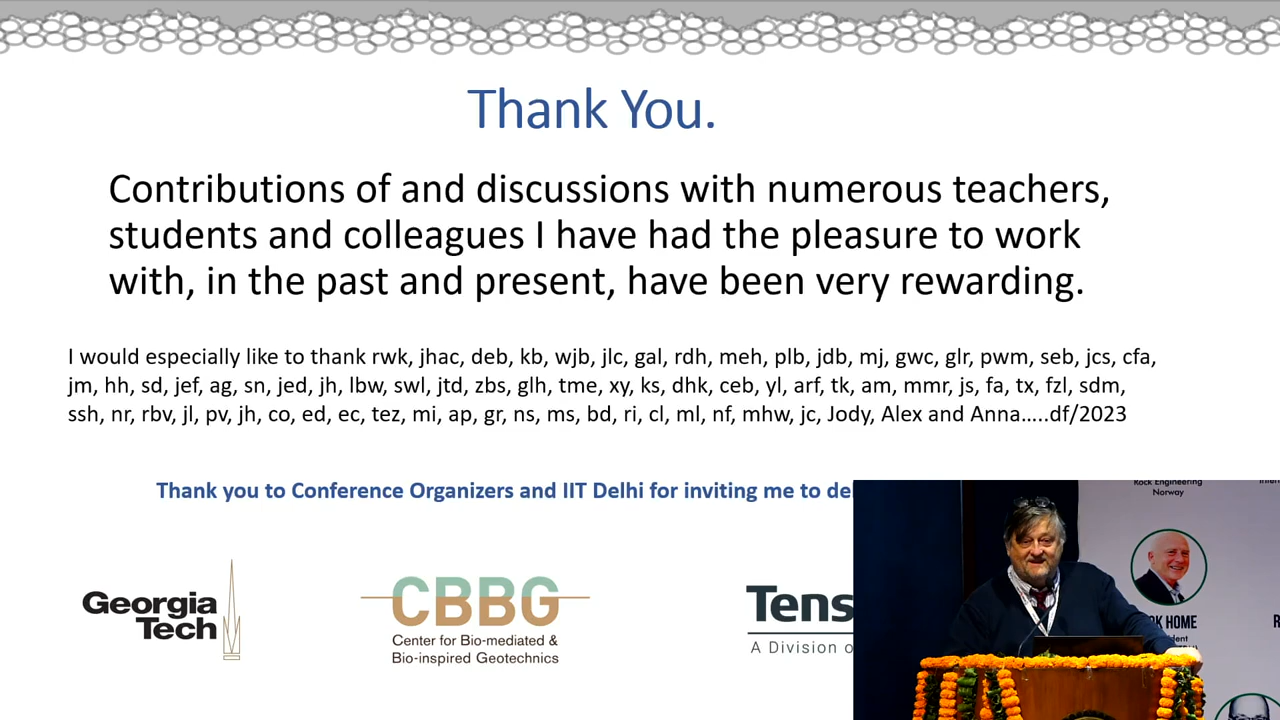 Thank You.
Contributions of and discussions with numerous teachers,
students and colleagues I have had the pleasure to work
with, in the past and present, have been very rewarding.
I would especially like to thank rwk, jhac, deb, kb, wjb, jlc, gal, rdh, meh, plb, jdb, mj, gwc, glr, pwm, seb, jcs, cfa,
jm, hh, sd, jef, ag, sn, jed, jh, lbw, swl, jtd, zbs, glh, tme, xy, ks, dhk, ceb, yl, arf, tk, am, mmr, js, fa, tx, fzl, sdm,
ssh, nr, rbv, jl, pv, jh, co, ed, ec, tez, mi, ap, gr, ns, ms, bd, ri, cl, ml, nf, mhw, jc, Jody, Alex and Anna.....df/2023
Thank you to Conference Organizers and IIT Delhi for inviting me to de
Rock Engineering
Norway
Georgia
Tech
CBBG
Center for Bio-mediated &
Bio-inspired Geotechnics
Tens
A Division o
CK HOME